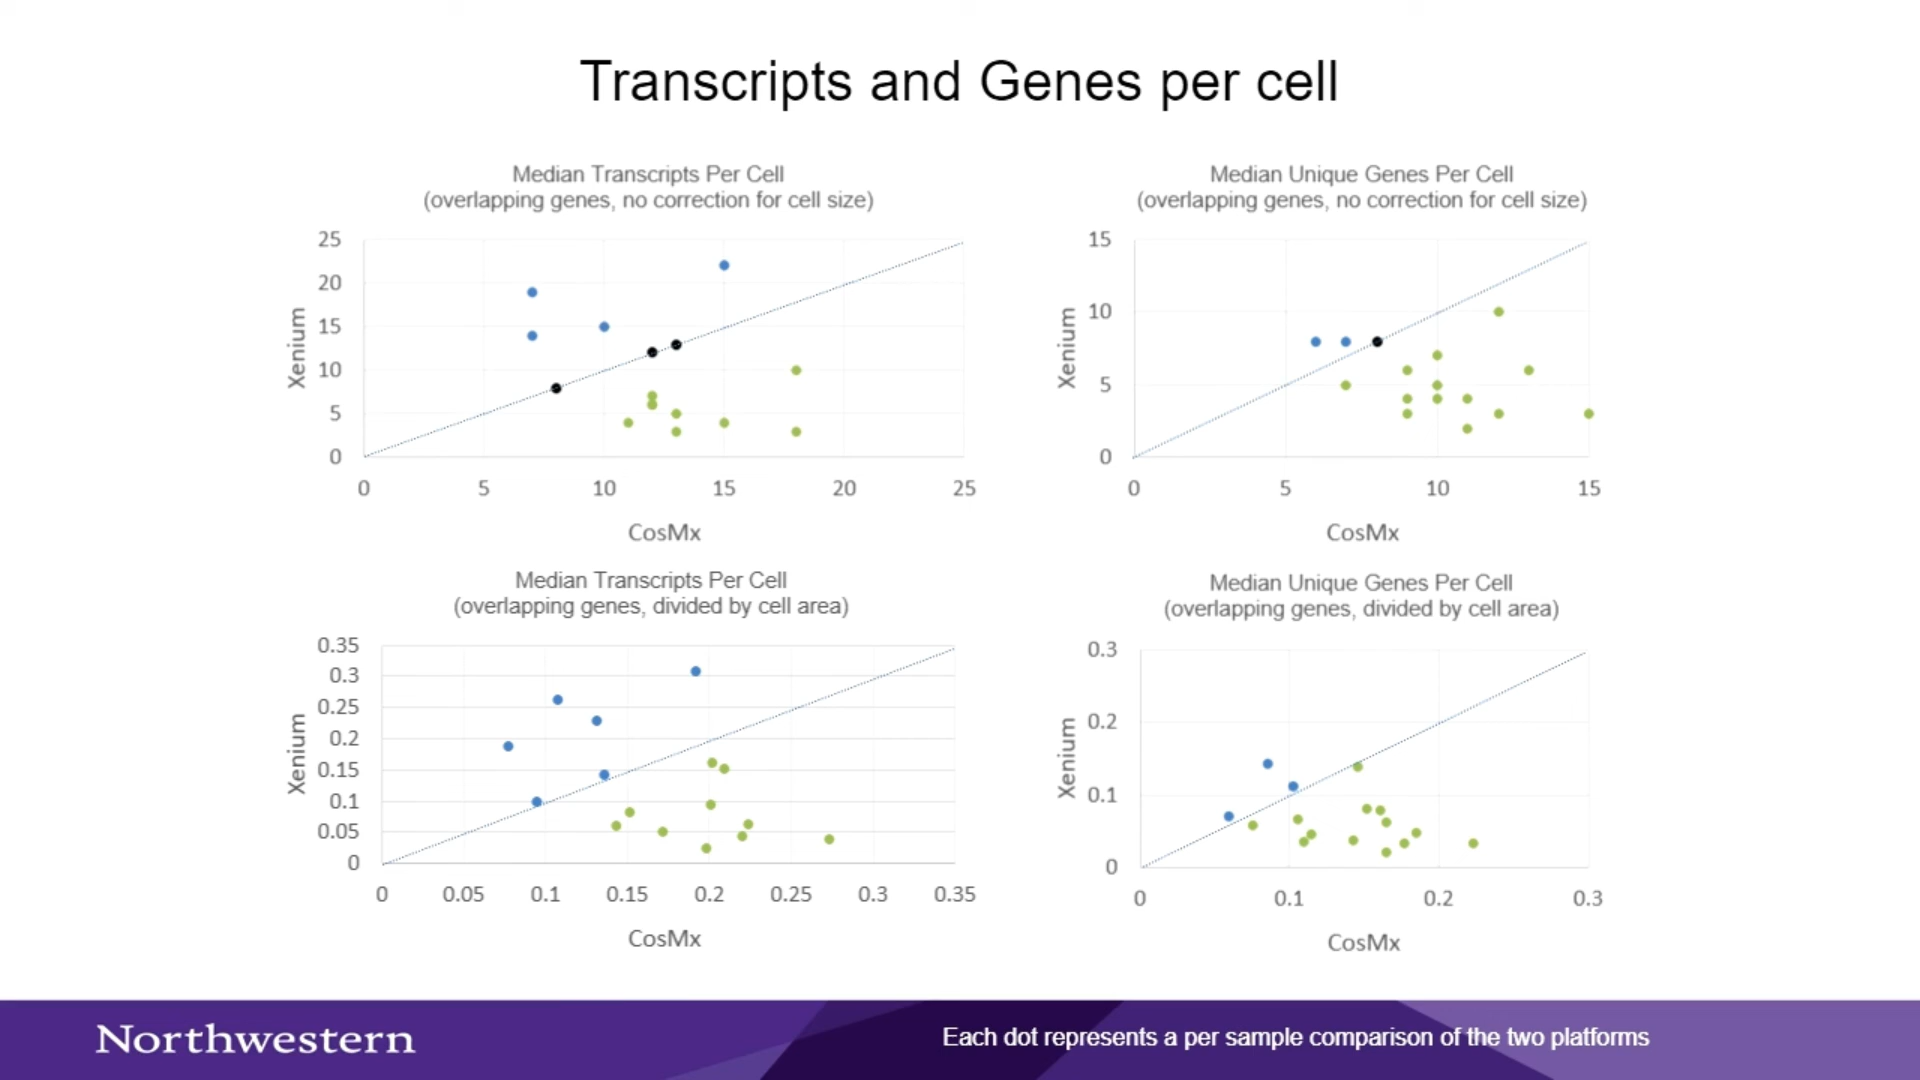 Transcripts and Genes per cell
Median Transcripts Per Cell
(overlapping genes, no correction for cell size)
25
20
15
10
5
0
Xenium
0 5 10 15 20 25
CosMx
Median Unique Genes Per Cell
(overlapping genes, no correction for cell size)
15
10
5
0
Xenium
0 5 10 15
CosMx
Median Transcripts Per Cell
(overlapping genes, divided by cell area)
0.35
0.3
0.25
0.2
0.15
0.1
0.05
0
Xenium
0 0.05 0.1 0.15 0.2 0.25 0.3 0.35
CosMx
Median Unique Genes Per Cell
(overlapping genes, divided by cell area)
0.3
0.2
0.1
0
Xenium
0 0.1 0.2 0.3
CosMx
Northwestern
Each dot represents a per sample comparison of the two platforms